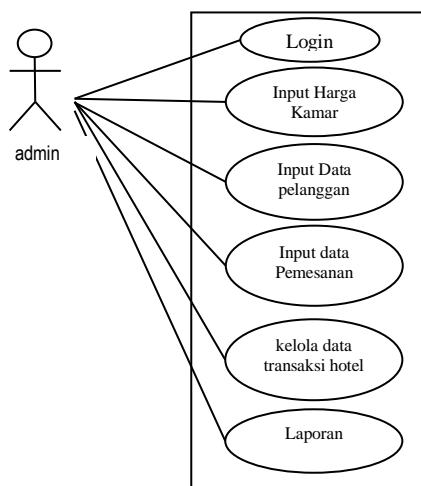 Login
Input Harga
Kamar
admin
Input Data
pelanggan
Input data
Pemesanan
kelola data
transaksi hotel
Laporan